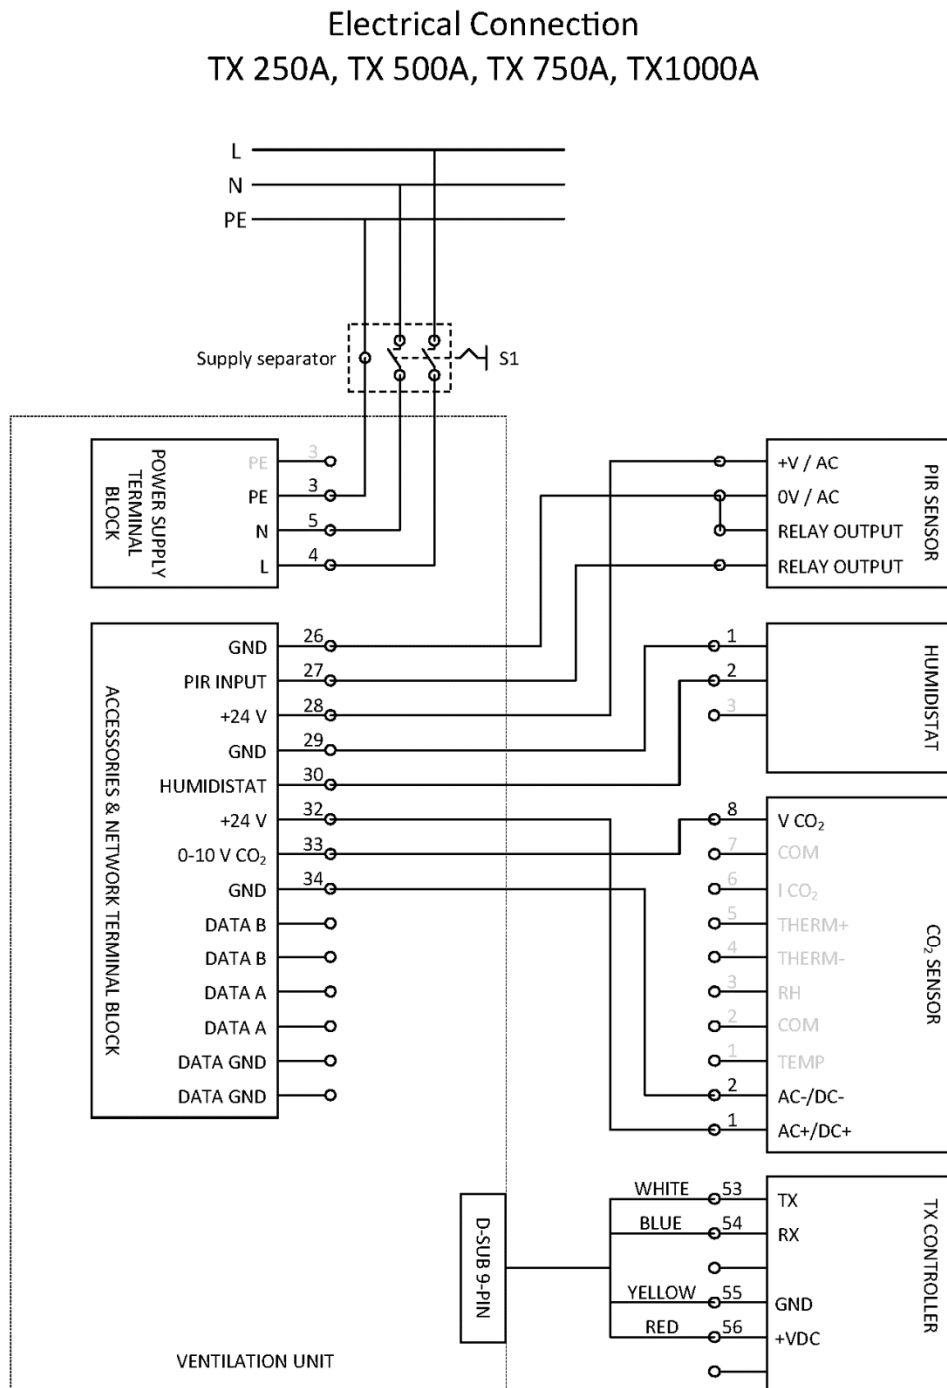 Electrical Connection
TX 250A, TX 500A, TX 750A, TX1000A
L
N
PE
Supply separator
S1
POWER SUPPLY
TERMINAL
BLOCK
PE 3
PE 3
N 5
L 4
ACCESSORIES & NETWORK TERMINAL BLOCK
GND 26
PIR INPUT 27
+24 V 28
GND 29
HUMIDISTAT 30
+24 V 32
0-10 V CO₂ 33
GND 34
DATA B
DATA B
DATA A
DATA A
DATA GND
DATA GND
+V / AC
0V / AC
RELAY OUTPUT
RELAY OUTPUT
PIR SENSOR
1
2
3
HUMIDISTAT
8 V CO₂
7 COM
6 I CO₂
5 THERM+
4 THERM-
3 RH
2 COM
1 TEMP
2 AC-/DC-
1 AC+/DC+
CO₂ SENSOR
D-SUB 9-PIN
WHITE 53 TX
BLUE 54 RX
YELLOW 55 GND
RED 56 +VDC
TX CONTROLLER
VENTILATION UNIT